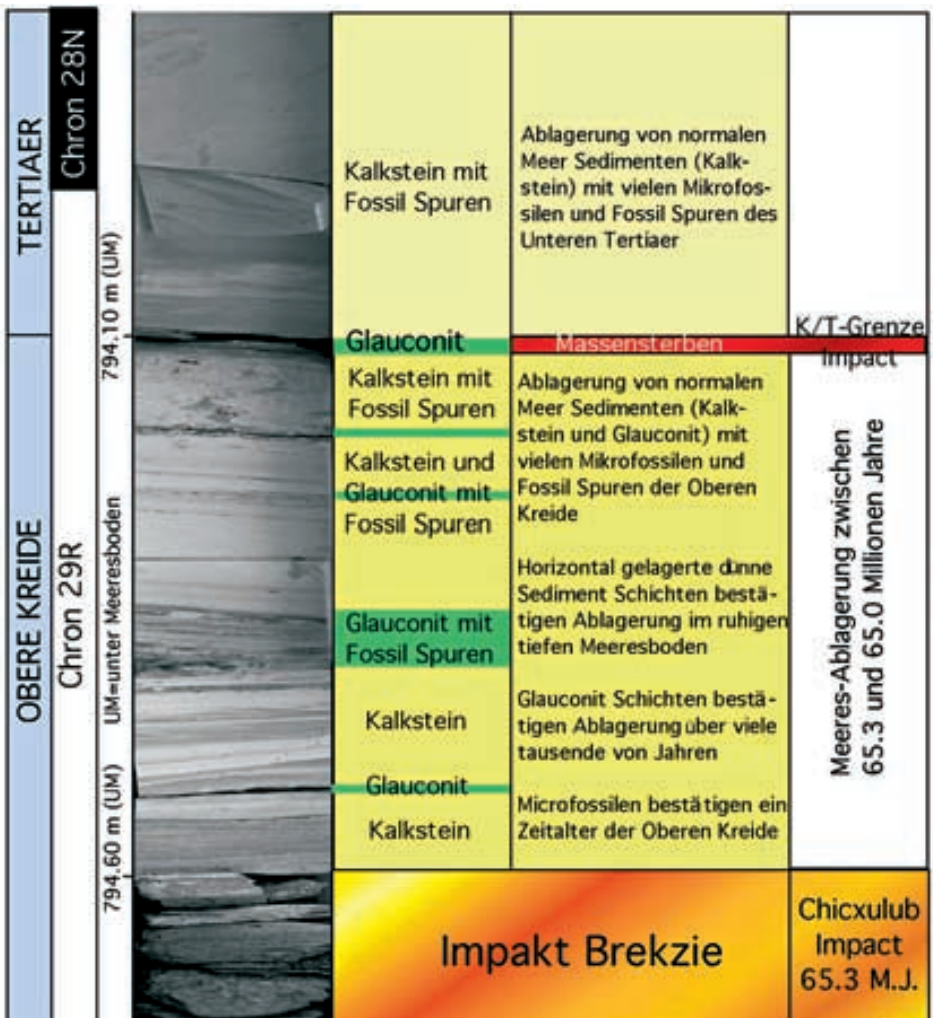 TERTIAER
OBERE KREIDE
Chron 28N
Chron 29R
794.10 m (UM)
UM=unter Meeresboden
794.60 m (UM)
Kalkstein mit
Fossil Spuren
Glauconit
Kalkstein mit
Fossil Spuren
Kalkstein und
Glauconit mit
Fossil Spuren
Glauconit mit
Fossil Spuren
Kalkstein
Glauconit
Kalkstein
Ablagerung von normalen
Meer Sedimenten (Kalk-
stein) mit vielen Mikrofos-
silen und Fossil Spuren des
Unteren Tertiaer
Massensterben
Ablagerung von normalen
Meer Sedimenten (Kalk-
stein und Glauconit) mit
vielen Mikrofossilen und
Fossil Spuren der Oberen
Kreide
Horizontal gelagerte dünne
Sediment Schichten bestä-
tigen Ablagerung im ruhigen
tiefen Meeresboden
Glauconit Schichten bestä-
tigen Ablagerung über viele
tausende von Jahren
Microfossilen bestätigen ein
Zeitalter der Oberen Kreide
K/T-Grenze
Impact
Meeres-Ablagerung zwischen
65.3 und 65.0 Millionen Jahre
Impakt Brekzie
Chicxulub
Impact
65.3 M.J.